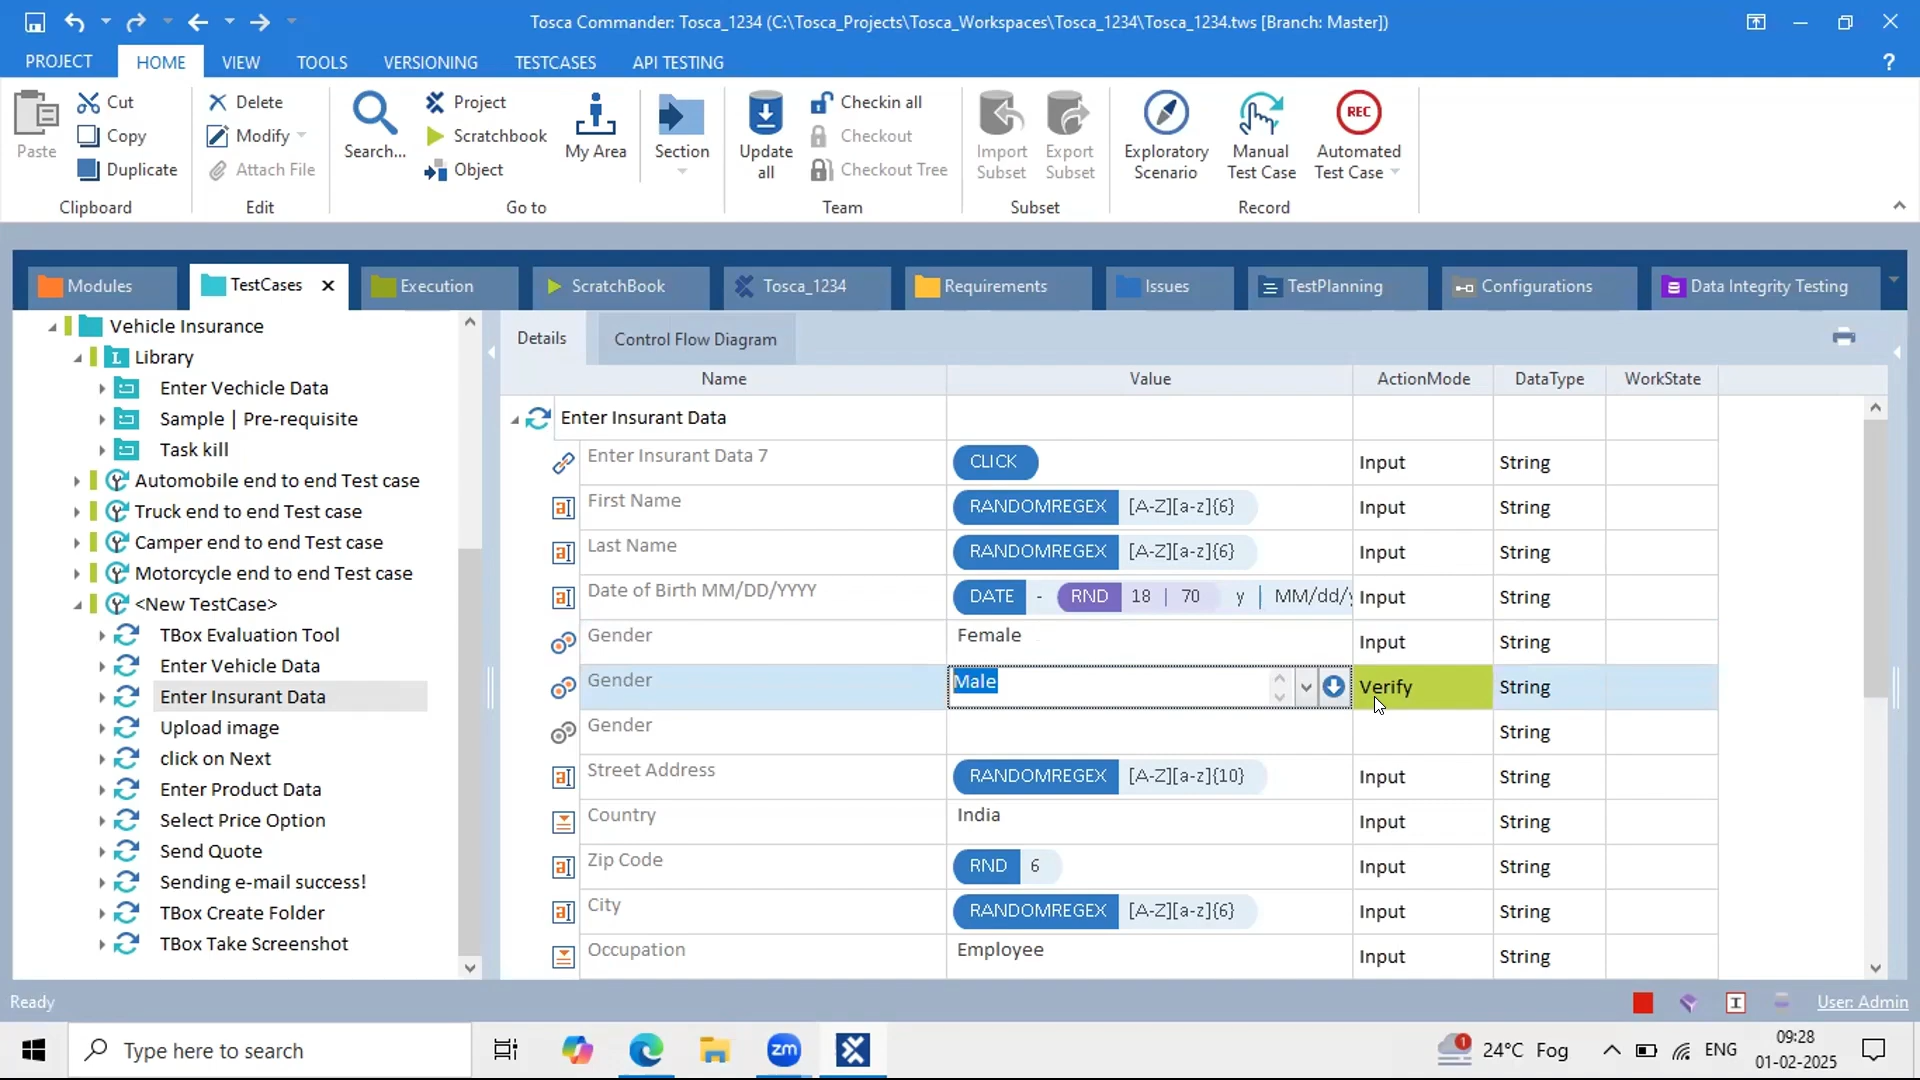 Tosca Commander: Tosca_1234 (C:\Tosca_Projects\Tosca_Workspaces\Tosca_1234\Tosca_1234.tws [Branch: Master])
PROJECT HOME VIEW TOOLS VERSIONING TESTCASES API TESTING ?
Paste Cut Copy Duplicate Clipboard
Delete Modify Attach File Edit
Search... Project Scratchbook Object My Area Section Go to
Update all Checkin all Checkout Checkout Tree Team
Import Subset Export Subset Subset
Exploratory Scenario Manual Test Case REC Automated Test Case Record
Modules TestCases Execution ScratchBook Tosca_1234 Requirements Issues TestPlanning Configurations Data Integrity Testing
Vehicle Insurance
L Library
Enter Vechicle Data
Sample | Pre-requisite
Task kill
Automobile end to end Test case
Truck end to end Test case
Camper end to end Test case
Motorcycle end to end Test case
<New TestCase>
TBox Evaluation Tool
Enter Vehicle Data
Enter Insurant Data
Upload image
click on Next
Enter Product Data
Select Price Option
Send Quote
Sending e-mail success!
TBox Create Folder
TBox Take Screenshot
Details Control Flow Diagram
Name Value ActionMode DataType WorkState
Enter Insurant Data
Enter Insurant Data 7 CLICK Input String
First Name RANDOMREGEX [A-Z][a-z]{6} Input String
Last Name RANDOMREGEX [A-Z][a-z]{6} Input String
Date of Birth MM/DD/YYYY DATE - RND 18 | 70 y | MM/dd/y Input String
Gender Female Input String
Gender Male Verify String
Gender String
Street Address RANDOMREGEX [A-Z][a-z]{10} Input String
Country India Input String
Zip Code RND 6 Input String
City RANDOMREGEX [A-Z][a-z]{6} Input String
Occupation Employee Input String
Ready User: Admin
Type here to search zm 1 24°C Fog ENG 09:28
01-02-2025